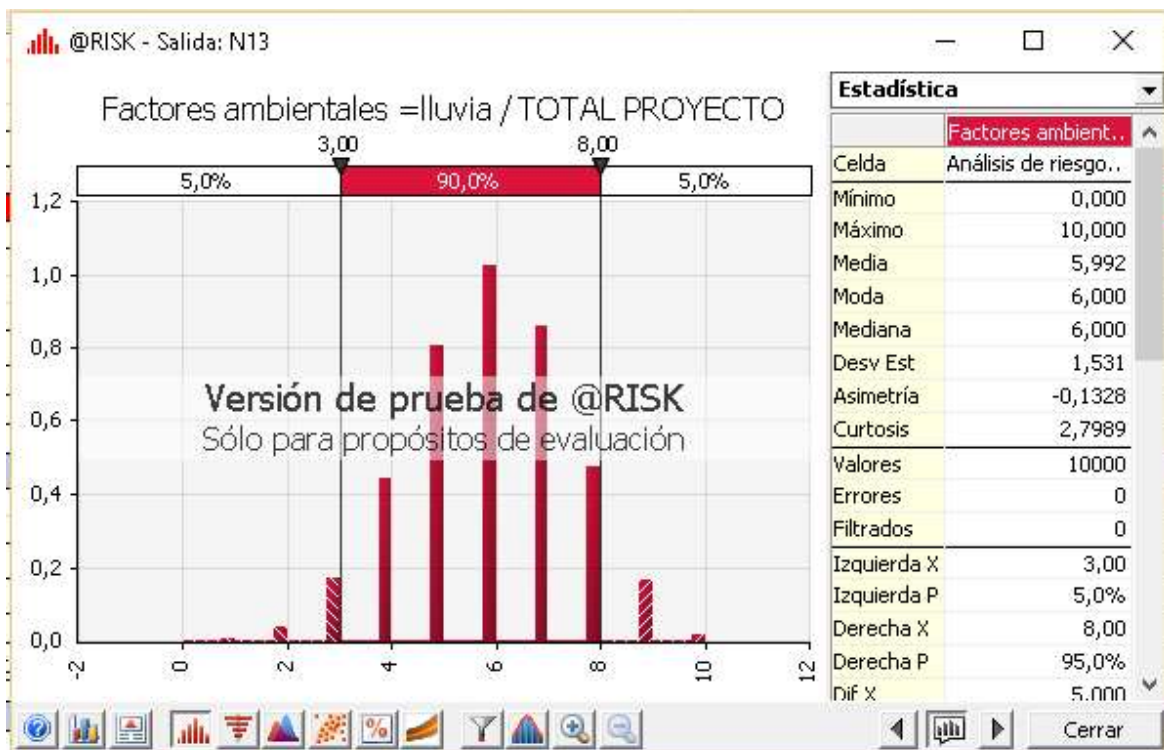 @RISK - Salida: N13
Factores ambientales =lluvia / TOTAL PROYECTO
3,00 8,00
5,0% 90,0% 5,0%
1,2
1,0
0,8
0,6
0,4
0,2
0,0
-2 0 2 4 6 8 10 12
Versión de prueba de @RISK
Sólo para propósitos de evaluación
Estadística
Factores ambient..
Celda Análisis de riesgo..
Mínimo 0,000
Máximo 10,000
Media 5,992
Moda 6,000
Mediana 6,000
Desv Est 1,531
Asimetría -0,1328
Curtosis 2,7989
Valores 10000
Errores 0
Filtrados 0
Izquierda X 3,00
Izquierda P 5,0%
Derecha X 8,00
Derecha P 95,0%
Dif X 5,000
Cerrar